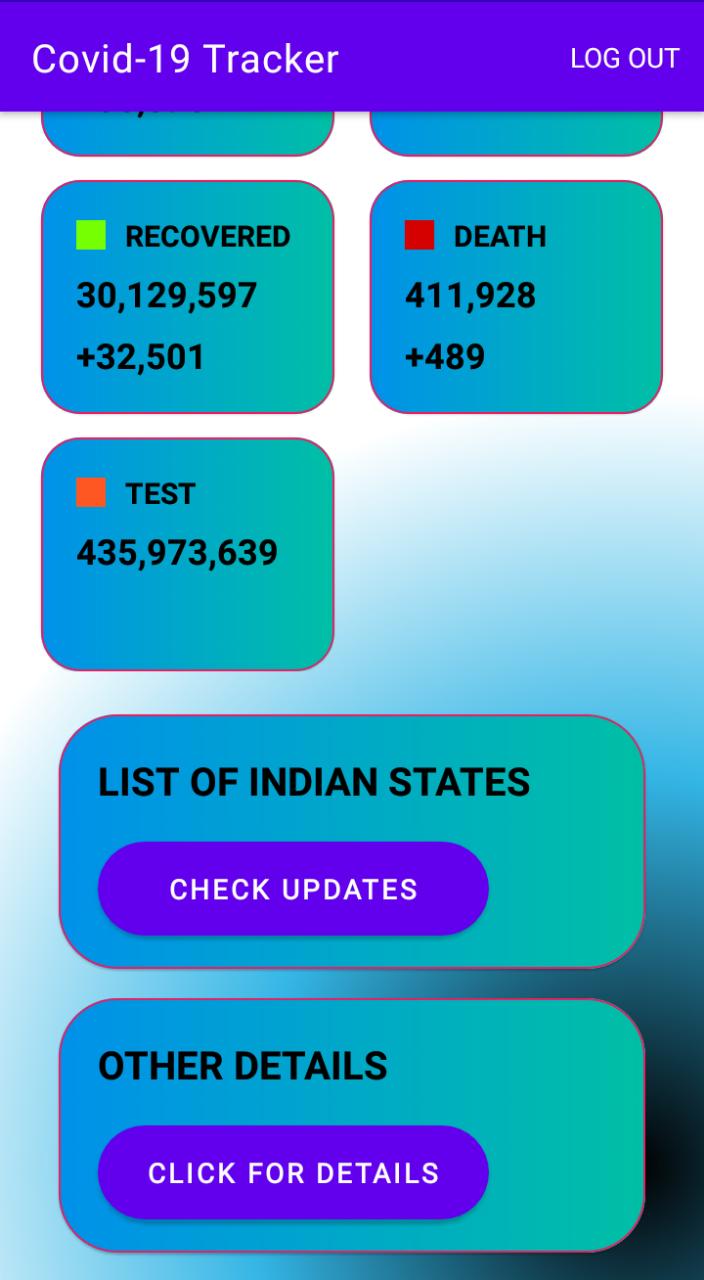 Covid-19 Tracker
LOG OUT
RECOVERED
30,129,597
+32,501
DEATH
411,928
+489
TEST
435,973,639
LIST OF INDIAN STATES
CHECK UPDATES
OTHER DETAILS
CLICK FOR DETAILS